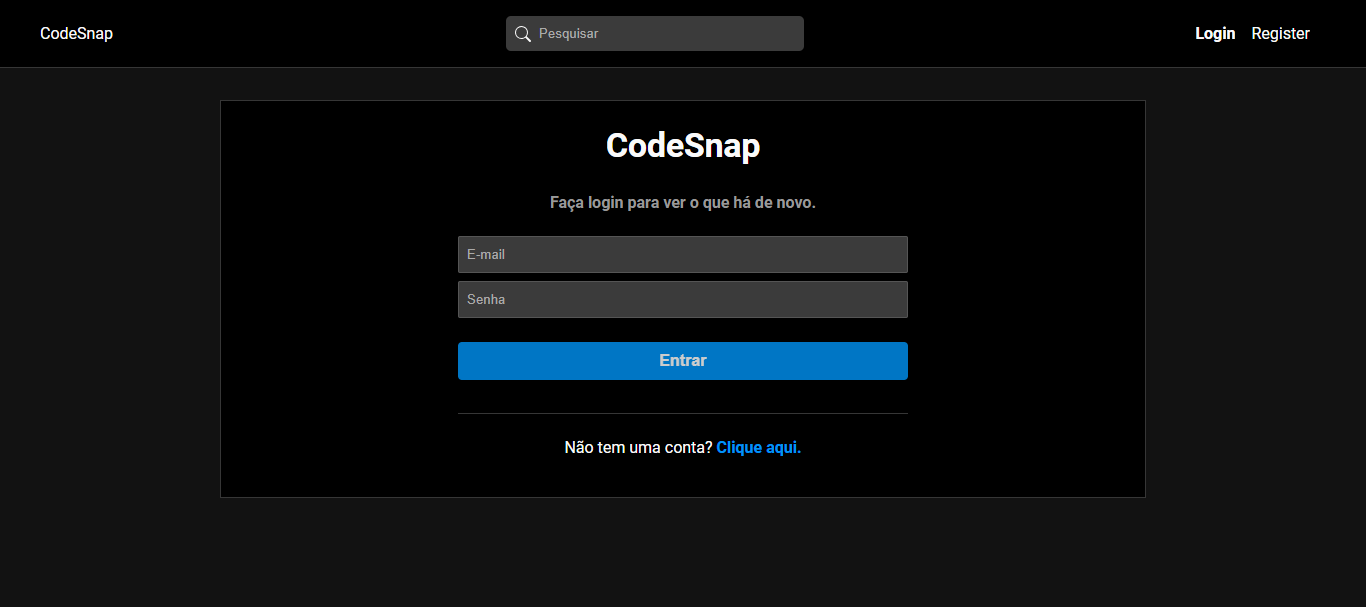 CodeSnap
Pesquisar
Login Register
CodeSnap
Faça login para ver o que há de novo.
E-mail
Senha
Entrar
Não tem uma conta? Clique aqui.